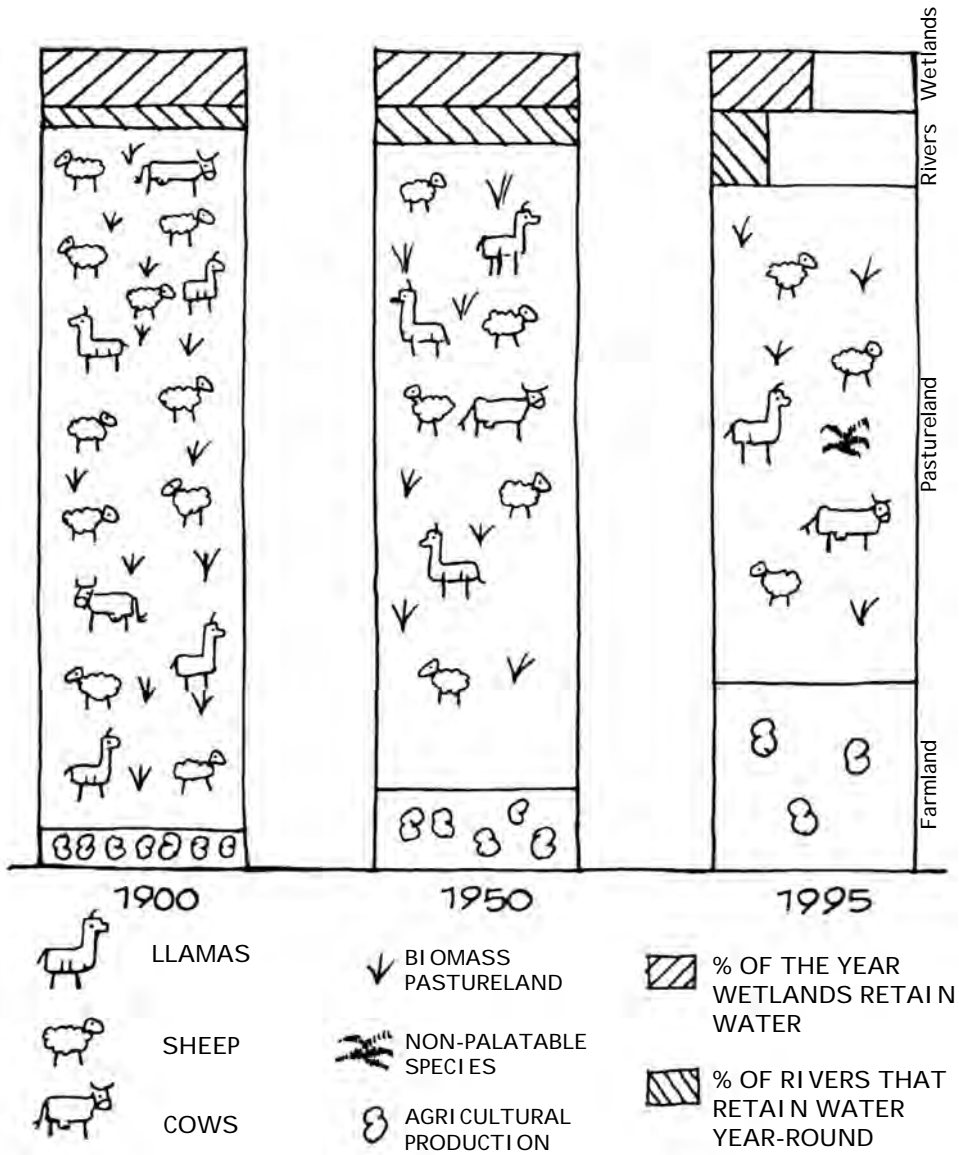 Wetlands
Rivers
Pastureland
Farmland
1900
1950
1995
LLAMAS
SHEEP
COWS
BIOMASS
PASTURELAND
NON-PALATABLE
SPECIES
AGRICULTURAL
PRODUCTION
% OF THE YEAR
WETLANDS RETAIN
WATER
% OF RIVERS THAT
RETAIN WATER
YEAR-ROUND